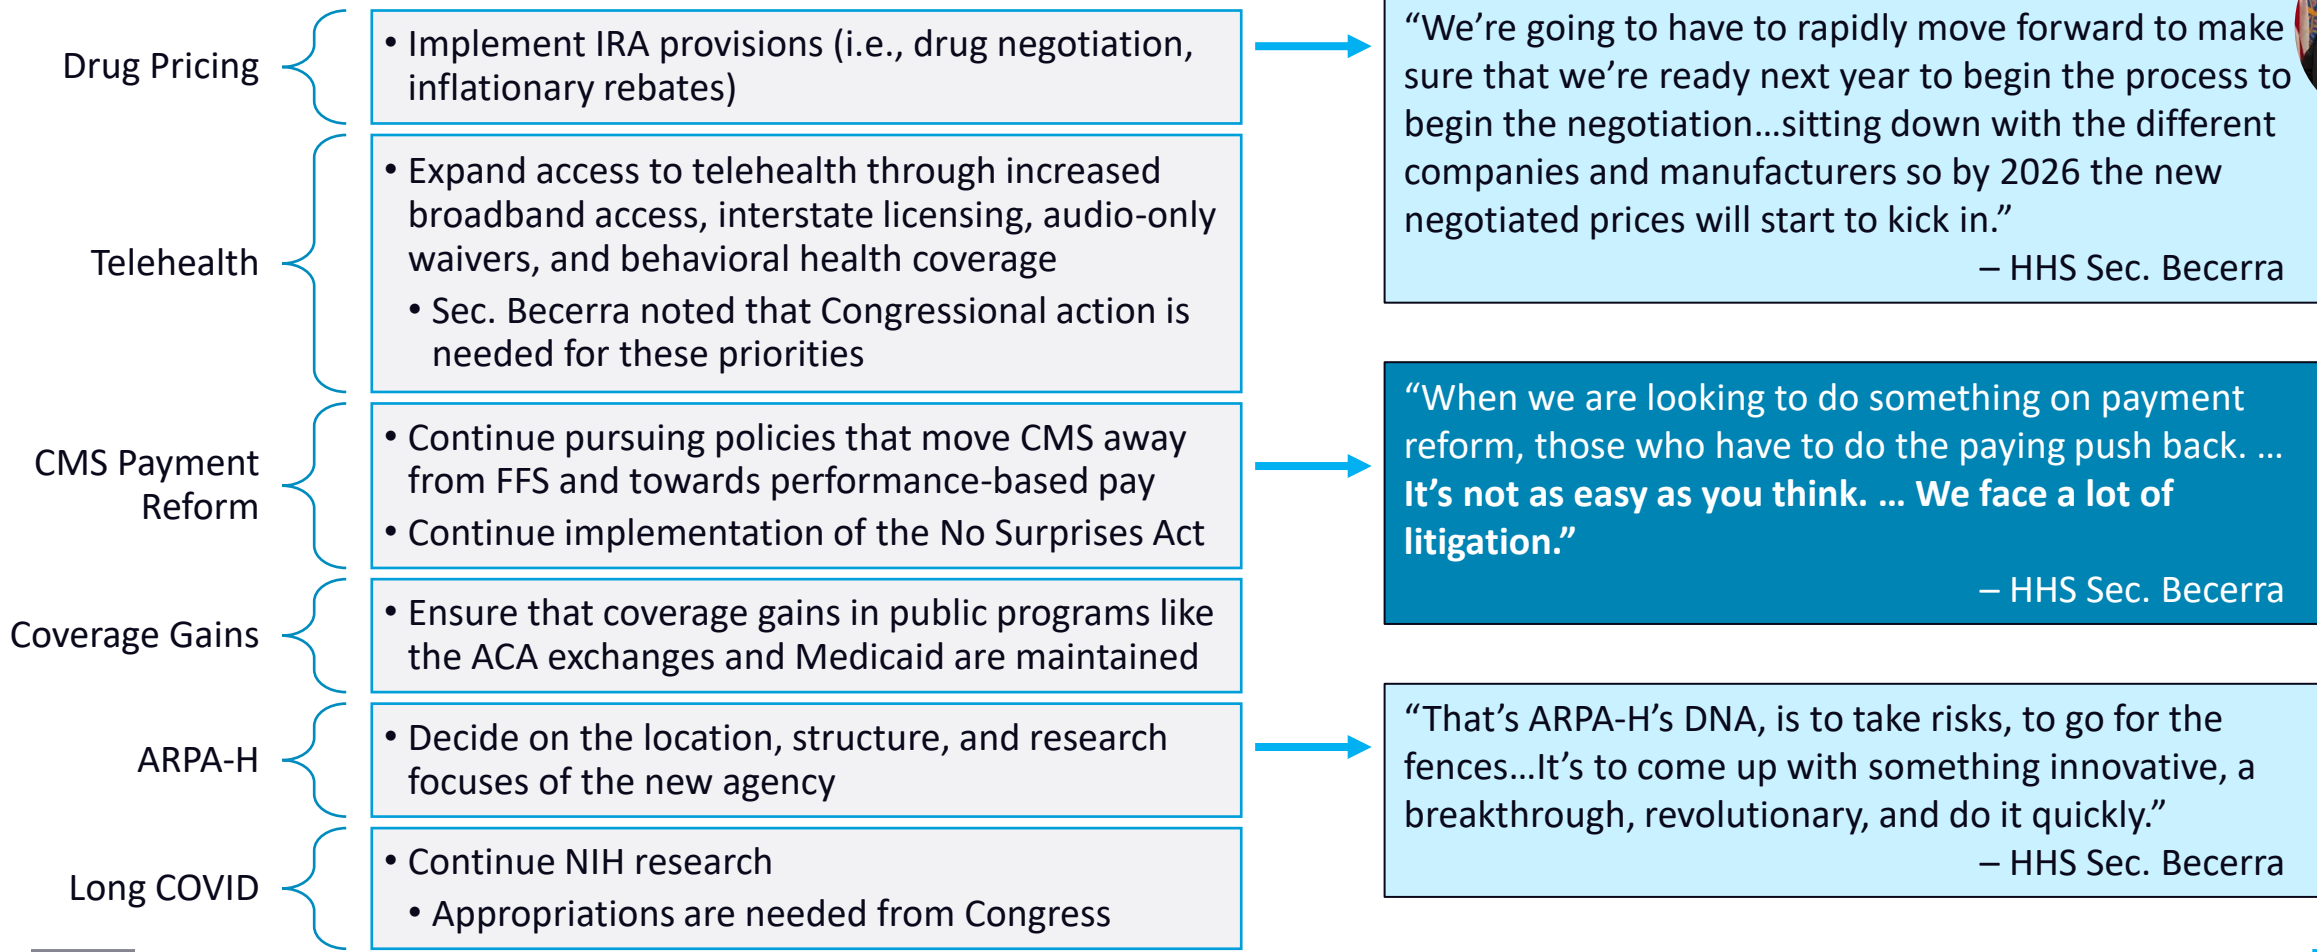 Drug Pricing
• Implement IRA provisions (i.e., drug negotiation,
inflationary rebates)
“We’re going to have to rapidly move forward to make
sure that we’re ready next year to begin the process to
begin the negotiation…sitting down with the different
companies and manufacturers so by 2026 the new
negotiated prices will start to kick in.”
– HHS Sec. Becerra
Telehealth
• Expand access to telehealth through increased
broadband access, interstate licensing, audio-only
waivers, and behavioral health coverage
• Sec. Becerra noted that Congressional action is
needed for these priorities
CMS Payment
Reform
• Continue pursuing policies that move CMS away
from FFS and towards performance-based pay
• Continue implementation of the No Surprises Act
“When we are looking to do something on payment
reform, those who have to do the paying push back. …
It’s not as easy as you think. … We face a lot of
litigation.”
– HHS Sec. Becerra
Coverage Gains
• Ensure that coverage gains in public programs like
the ACA exchanges and Medicaid are maintained
ARPA-H
• Decide on the location, structure, and research
focuses of the new agency
“That’s ARPA-H’s DNA, is to take risks, to go for the
fences…It’s to come up with something innovative, a
breakthrough, revolutionary, and do it quickly.”
– HHS Sec. Becerra
Long COVID
• Continue NIH research
• Appropriations are needed from Congress